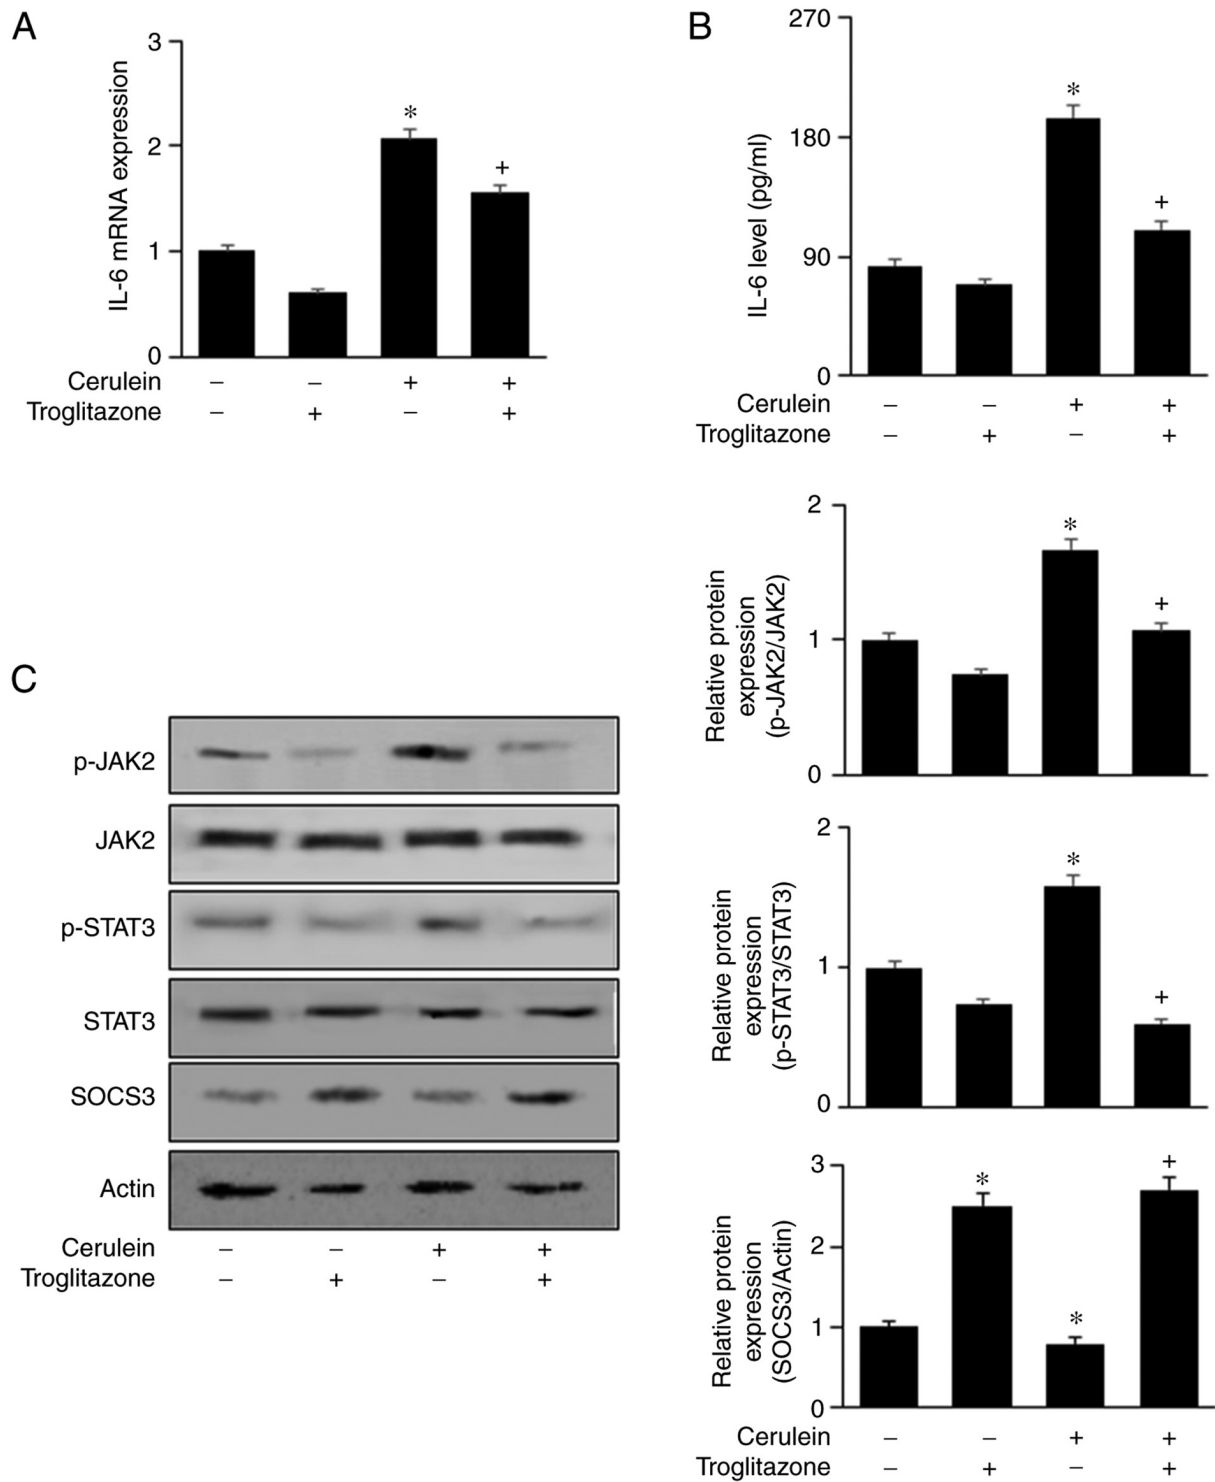 A
3
2
1
0
IL-6 mRNA expression
*
+
Cerulein − − + +
Troglitazone − + − +
B
270
180
90
0
IL-6 level (pg/ml)
*
+
Cerulein − − + +
Troglitazone − + − +
C
p-JAK2
JAK2
p-STAT3
STAT3
SOCS3
Actin
Cerulein − − + +
Troglitazone − + − +
2
1
0
Relative protein
expression
(p-JAK2/JAK2)
*
+
2
1
0
Relative protein
expression
(p-STAT3/STAT3)
*
+
3
2
1
0
Relative protein
expression
(SOCS3/Actin)
*
*
+
Cerulein − − + +
Troglitazone − + − +